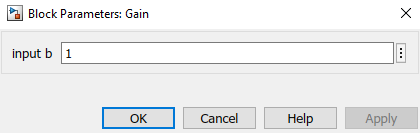 Block Parameters: Gain
input b 1
OK Cancel Help Apply